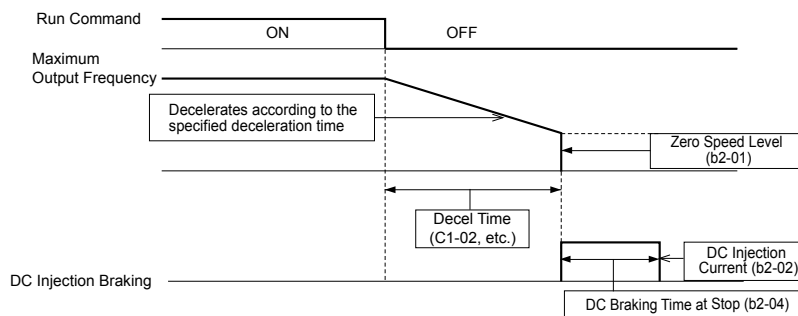 Run Command
ON
OFF
Maximum
Output Frequency
Decelerates according to the
specified deceleration time
Zero Speed Level
(b2-01)
Decel Time
(C1-02, etc.)
DC Injection
Current (b2-02)
DC Injection Braking
DC Braking Time at Stop (b2-04)